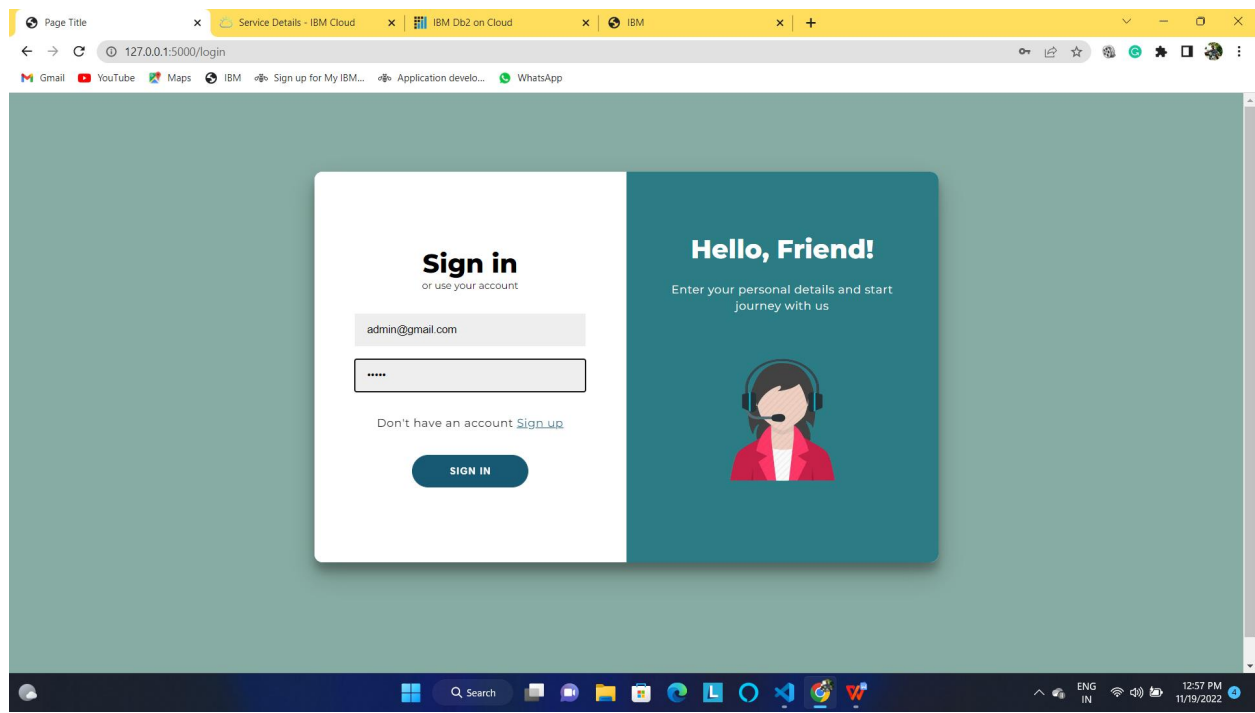 Page Title
Service Details - IBM Cloud
IBM Db2 on Cloud
IBM
127.0.0.1:5000/login
Gmail
YouTube
Maps
IBM
Sign up for My IBM...
Application develo...
WhatsApp
Sign in
or use your account
admin@gmail.com
•••••
Don't have an account Sign up
SIGN IN
Hello, Friend!
Enter your personal details and start
journey with us
Search
ENG
IN
12:57 PM
11/19/2022
4